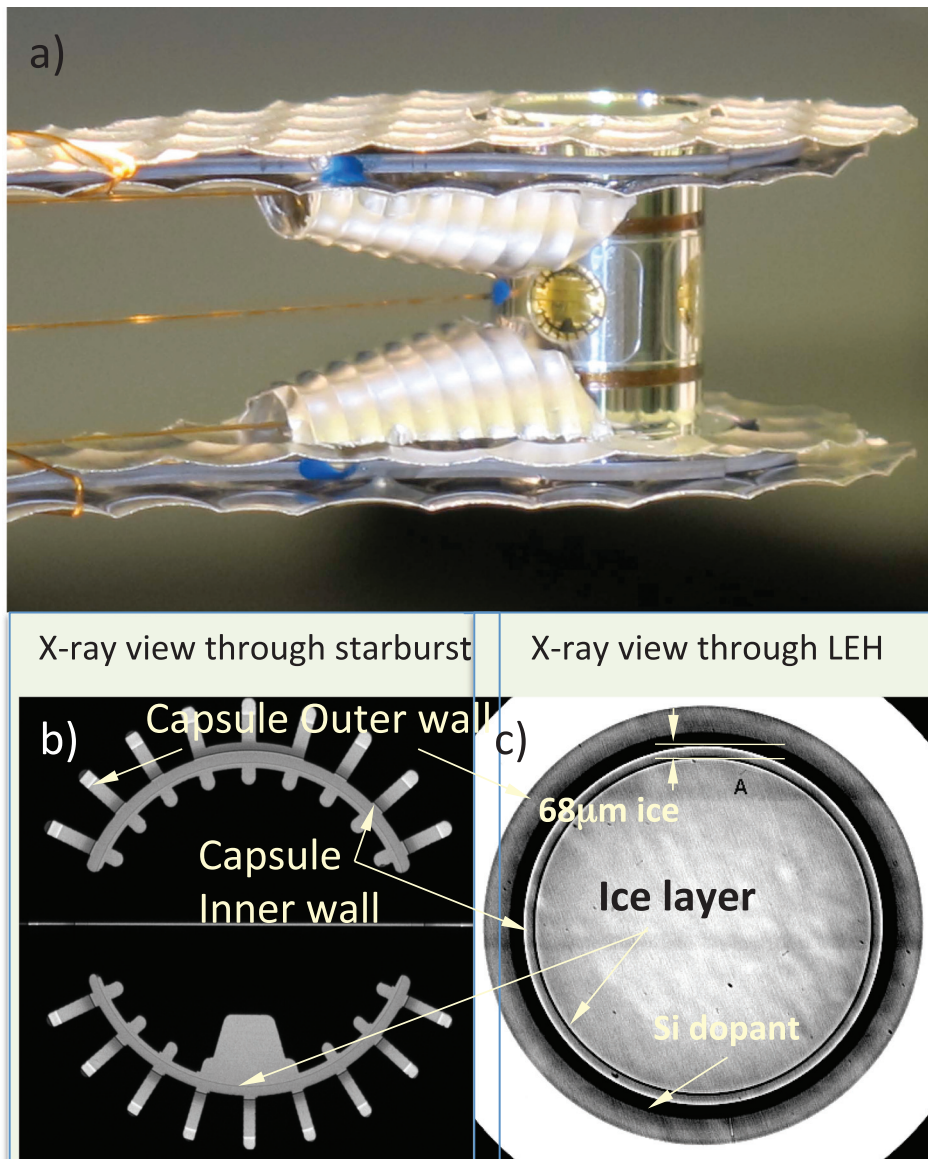 a)
X-ray view through starburst
X-ray view through LEH
b)
Capsule Outer wall
c)
A
68μm ice
Capsule
Inner wall
Ice layer
Si dopant